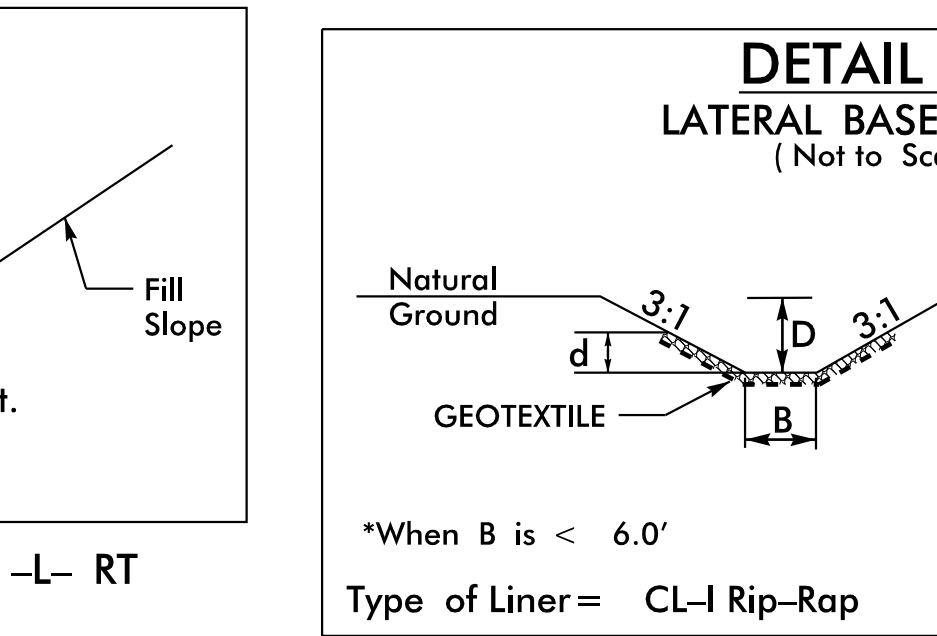 Fill
Slope
t.
–L– RT
DETAIL
LATERAL BASE
( Not to Sca
Natural
Ground
3:1
3:1
D
d
GEOTEXTILE
B
*When B is < 6.0'
Type of Liner = CL–I Rip–Rap